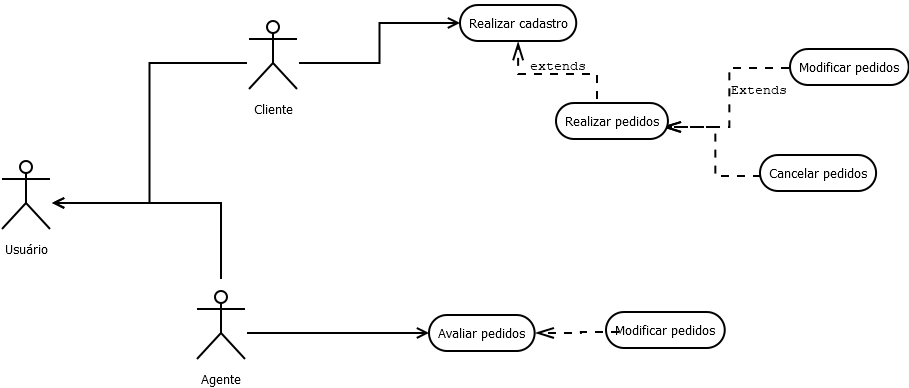 Realizar cadastro
extends
Modificar pedidos
Extends
Cliente
Realizar pedidos
Cancelar pedidos
Usuário
Avaliar pedidos
Modificar pedidos
Agente